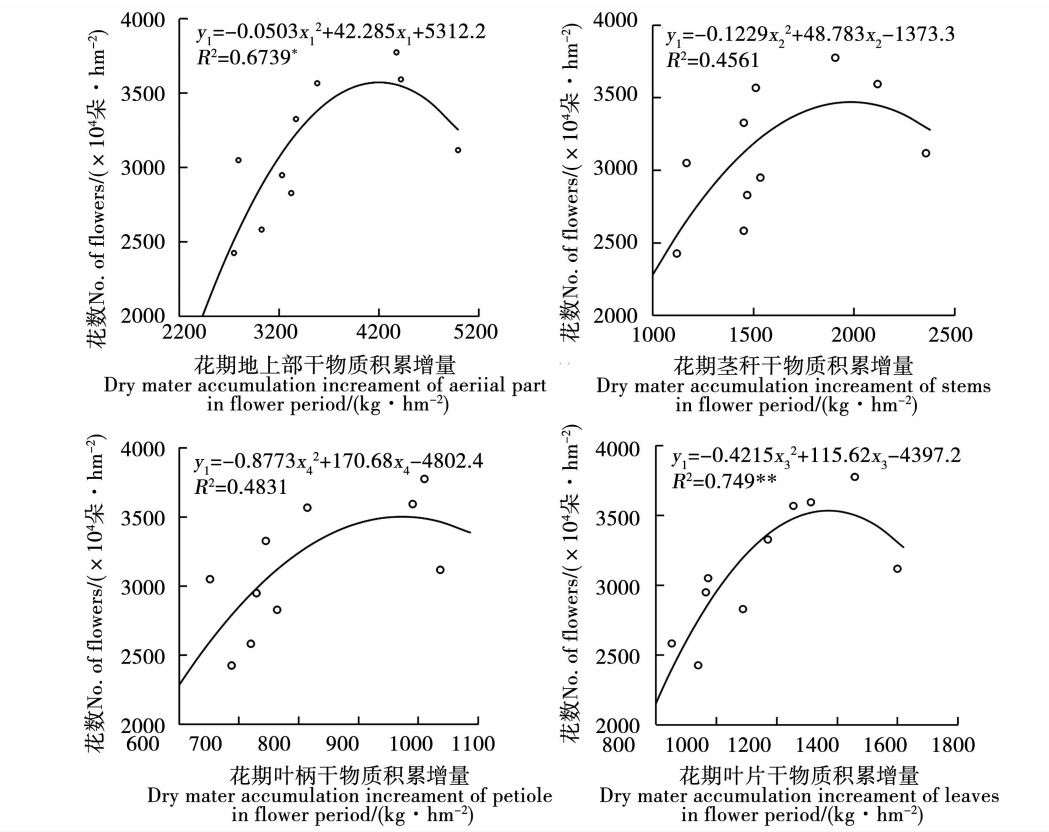 花数No. of flowers/(×10⁴朵·hm⁻²)
4000
3500
3000
2500
2000
y₁=−0.0503x₁²+42.285x₁+5312.2
R²=0.6739*
2200 3200 4200 5200
花期地上部干物质积累增量
Dry mater accumulation increament of aeriial part
in flower period/(kg·hm⁻²)
花数No. of flowers/(×10⁴朵·hm⁻²)
4000
3500
3000
2500
2000
y₁=−0.1229x₂²+48.783x₂−1373.3
R²=0.4561
1000 1500 2000 2500
花期茎秆干物质积累增量
Dry mater accumulation increament of stems
in flower period/(kg·hm⁻²)
花数No. of flowers/(×10⁴朵·hm⁻²)
4000
3500
3000
2500
2000
y₁=−0.8773x₄²+170.68x₄−4802.4
R²=0.4831
600 700 800 900 1000 1100
花期叶柄干物质积累增量
Dry mater accumulation increament of petiole
in flower period/(kg·hm⁻²)
花数No. of flowers/(×10⁴朵·hm⁻²)
4000
3500
3000
2500
2000
y₁=−0.4215x₃²+115.62x₃−4397.2
R²=0.749**
800 1000 1200 1400 1600 1800
花期叶片干物质积累增量
Dry mater accumulation increament of leaves
in flower period/(kg·hm⁻²)